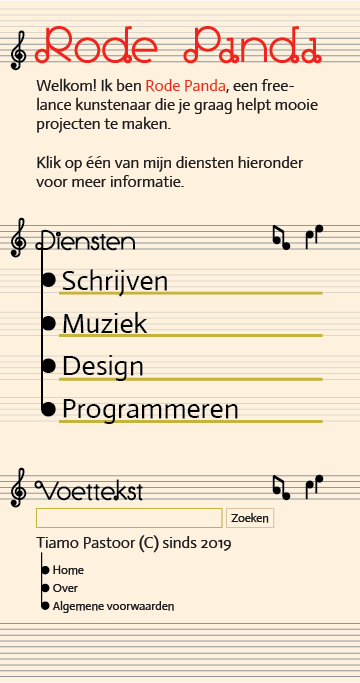 Rode Panda
Welkom! Ik ben Rode Panda, een free-
lance kunstenaar die je graag helpt mooie
projecten te maken.
Klik op één van mijn diensten hieronder
voor meer informatie.
Diensten
Schrijven
Muziek
Design
Programmeren
Voettekst
Zoeken
Tiamo Pastoor (C) sinds 2019
Home
Over
Algemene voorwaarden